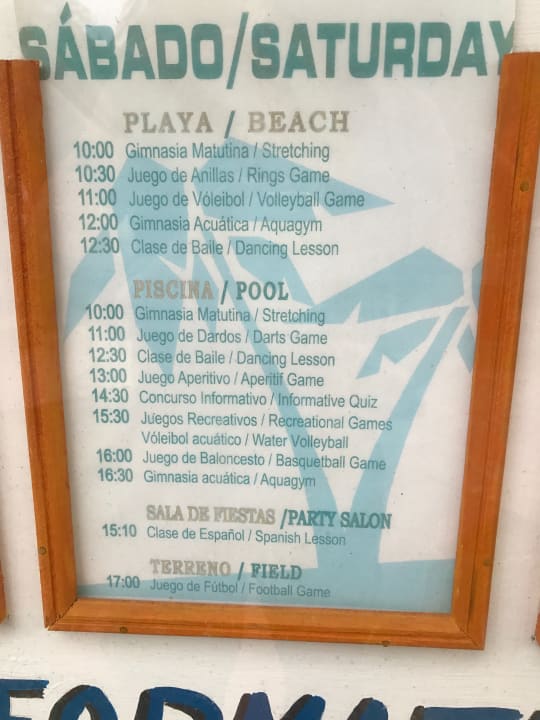 SÁBADO/SATURDAY
PLAYA / BEACH
10:00 Gimnasia Matutina / Stretching
10:30 Juego de Anillas / Rings Game
11:00 Juego de Vóleibol / Volleyball Game
12:00 Gimnasia Acuática / Aquagym
12:30 Clase de Baile / Dancing Lesson
PISCINA / POOL
10:00 Gimnasia Matutina / Stretching
11:00 Juego de Dardos / Darts Game
12:30 Clase de Baile / Dancing Lesson
13:00 Juego Aperitivo / Aperitif Game
14:30 Concurso Informativo / Informative Quiz
15:30 Juegos Recreativos / Recreational Games
Vóleibol acuático / Water Volleyball
16:00 Juego de Baloncesto / Basquetball Game
16:30 Gimnasia acuática / Aquagym
SALA DE FIESTAS /PARTY SALON
15:10 Clase de Español / Spanish Lesson
TERRENO / FIELD
17:00 Juego de Fútbol / Football Game